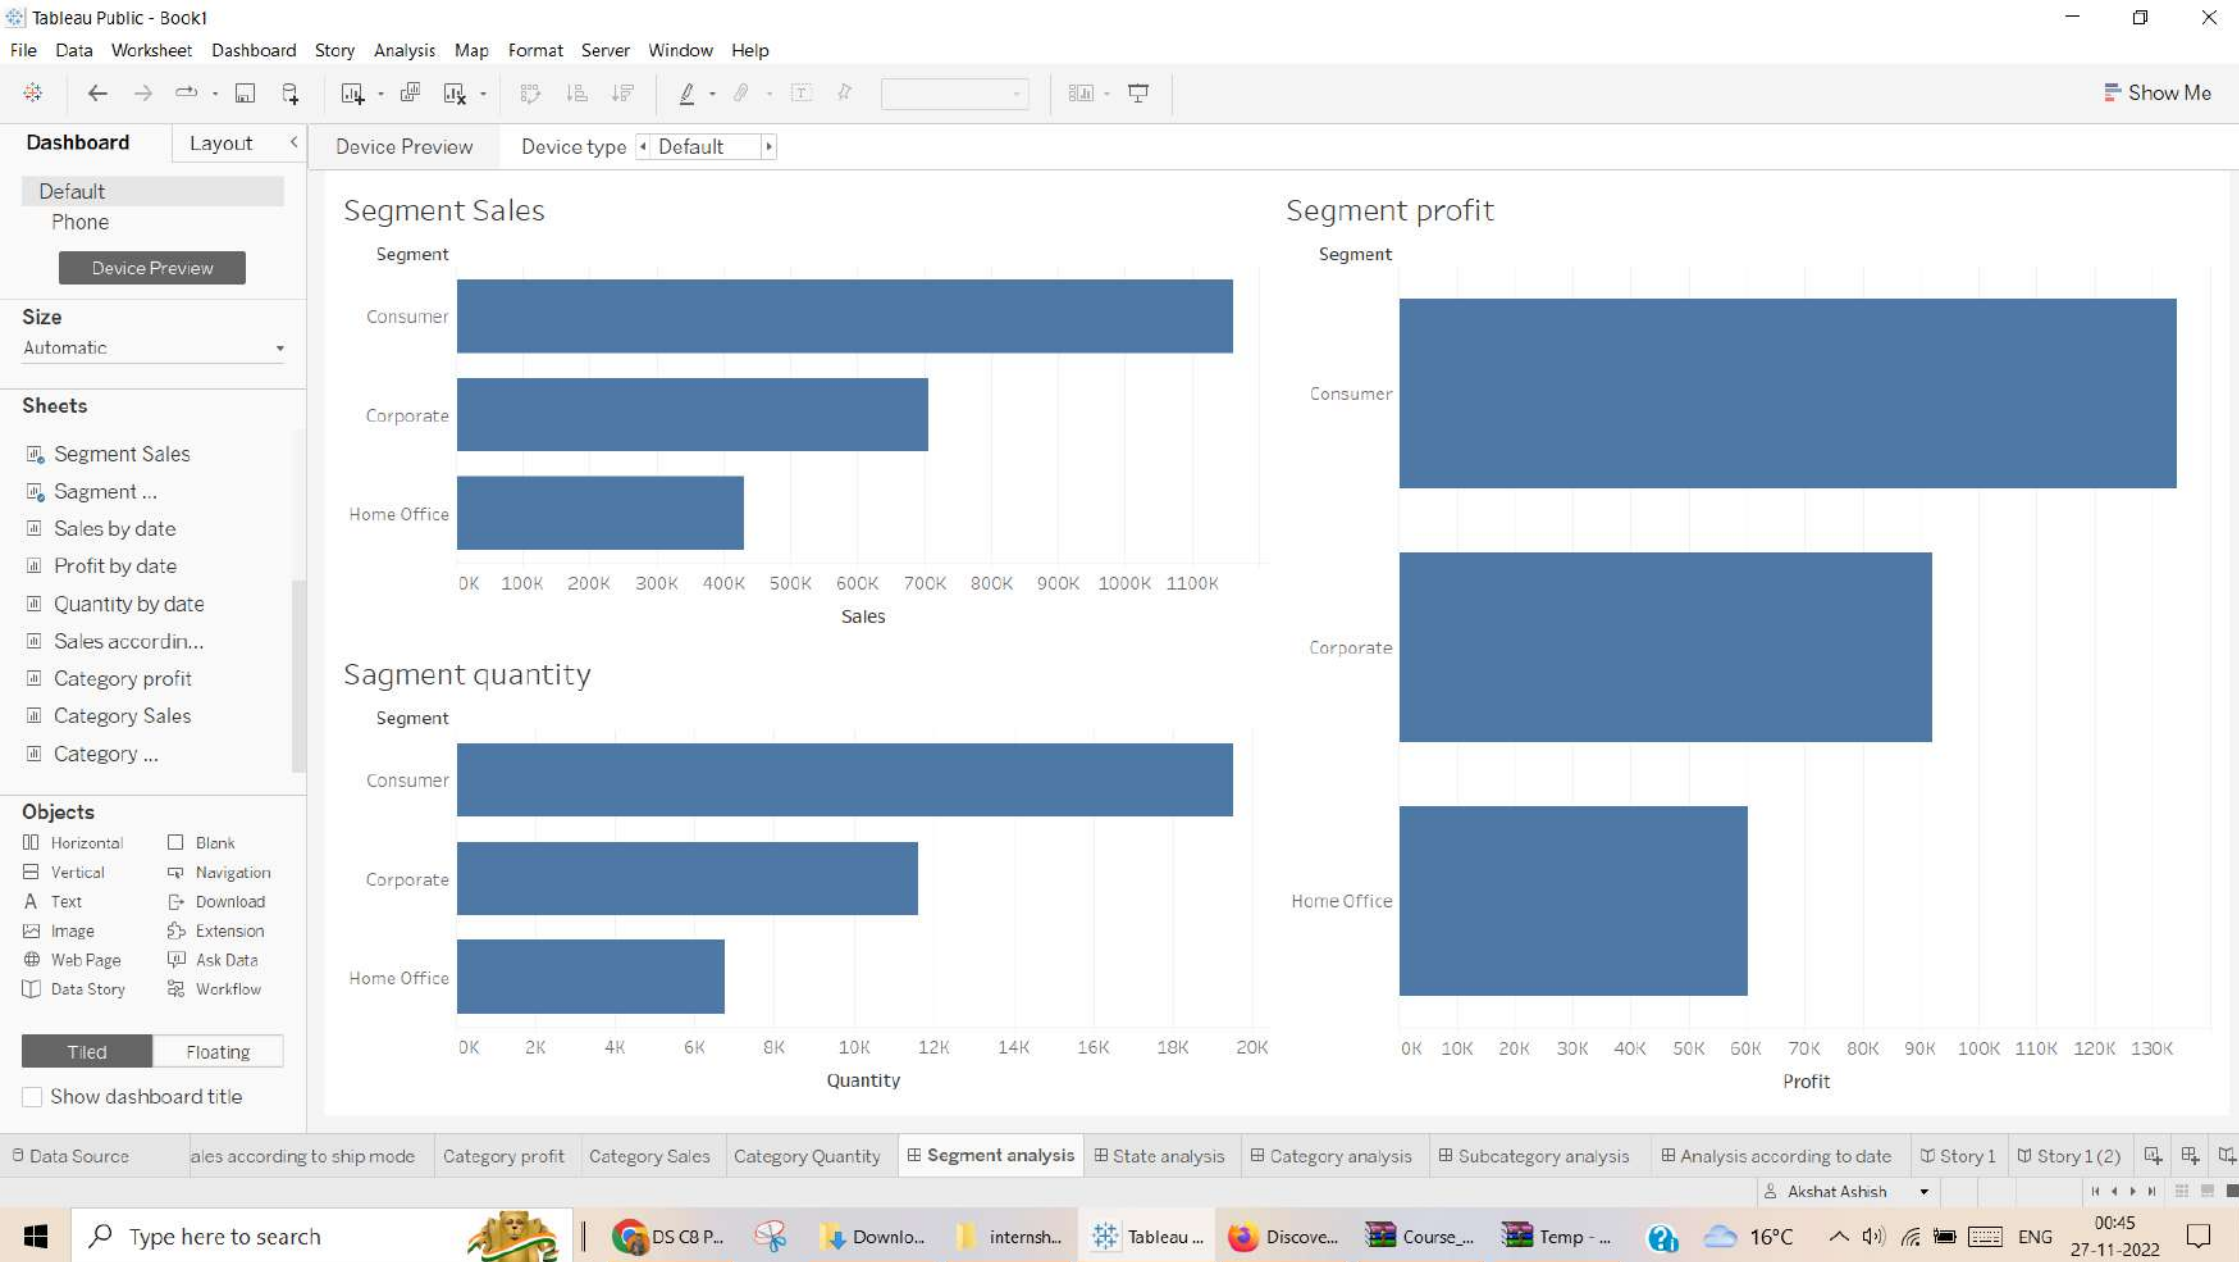 Tableau Public - Book1
File Data Worksheet Dashboard Story Analysis Map Format Server Window Help
Show Me
Dashboard Layout
Device Preview Device type Default
Default
Phone
Device Preview
Size
Automatic
Sheets
Segment Sales
Sagment ...
Sales by date
Profit by date
Quantity by date
Sales accordin...
Category profit
Category Sales
Category ...
Objects
Horizontal Blank
Vertical Navigation
A Text Download
Image Extension
Web Page Ask Data
Data Story Workflow
Tiled Floating
Show dashboard title
Segment Sales
Segment
Consumer
Corporate
Home Office
0K 100K 200K 300K 400K 500K 600K 700K 800K 900K 1000K 1100K
Sales
Sagment quantity
Segment
Consumer
Corporate
Home Office
0K 2K 4K 6K 8K 10K 12K 14K 16K 18K 20K
Quantity
Segment profit
Segment
Consumer
Corporate
Home Office
0K 10K 20K 30K 40K 50K 60K 70K 80K 90K 100K 110K 120K 130K
Profit
Data Source ales according to ship mode Category profit Category Sales Category Quantity Segment analysis State analysis Category analysis Subcategory analysis Analysis according to date Story 1 Story 1 (2)
Akshat Ashish
Type here to search DS C8 P... Downlo... internsh... Tableau ... Discove... Course_... Temp - ... 16°C ENG 00:45
27-11-2022